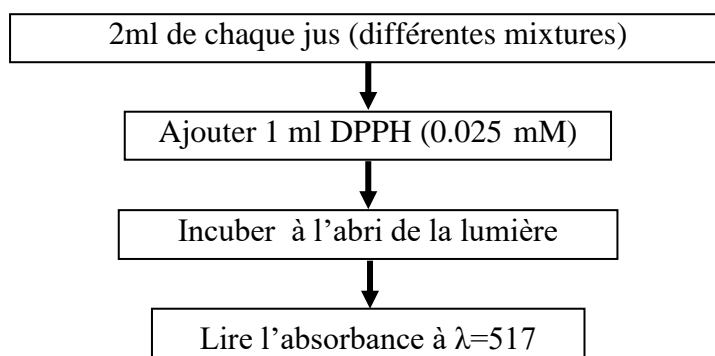 2ml de chaque jus (différentes mixtures)
Ajouter 1 ml DPPH (0.025 mM)
Incuber à l’abri de la lumière
Lire l’absorbance à λ=517